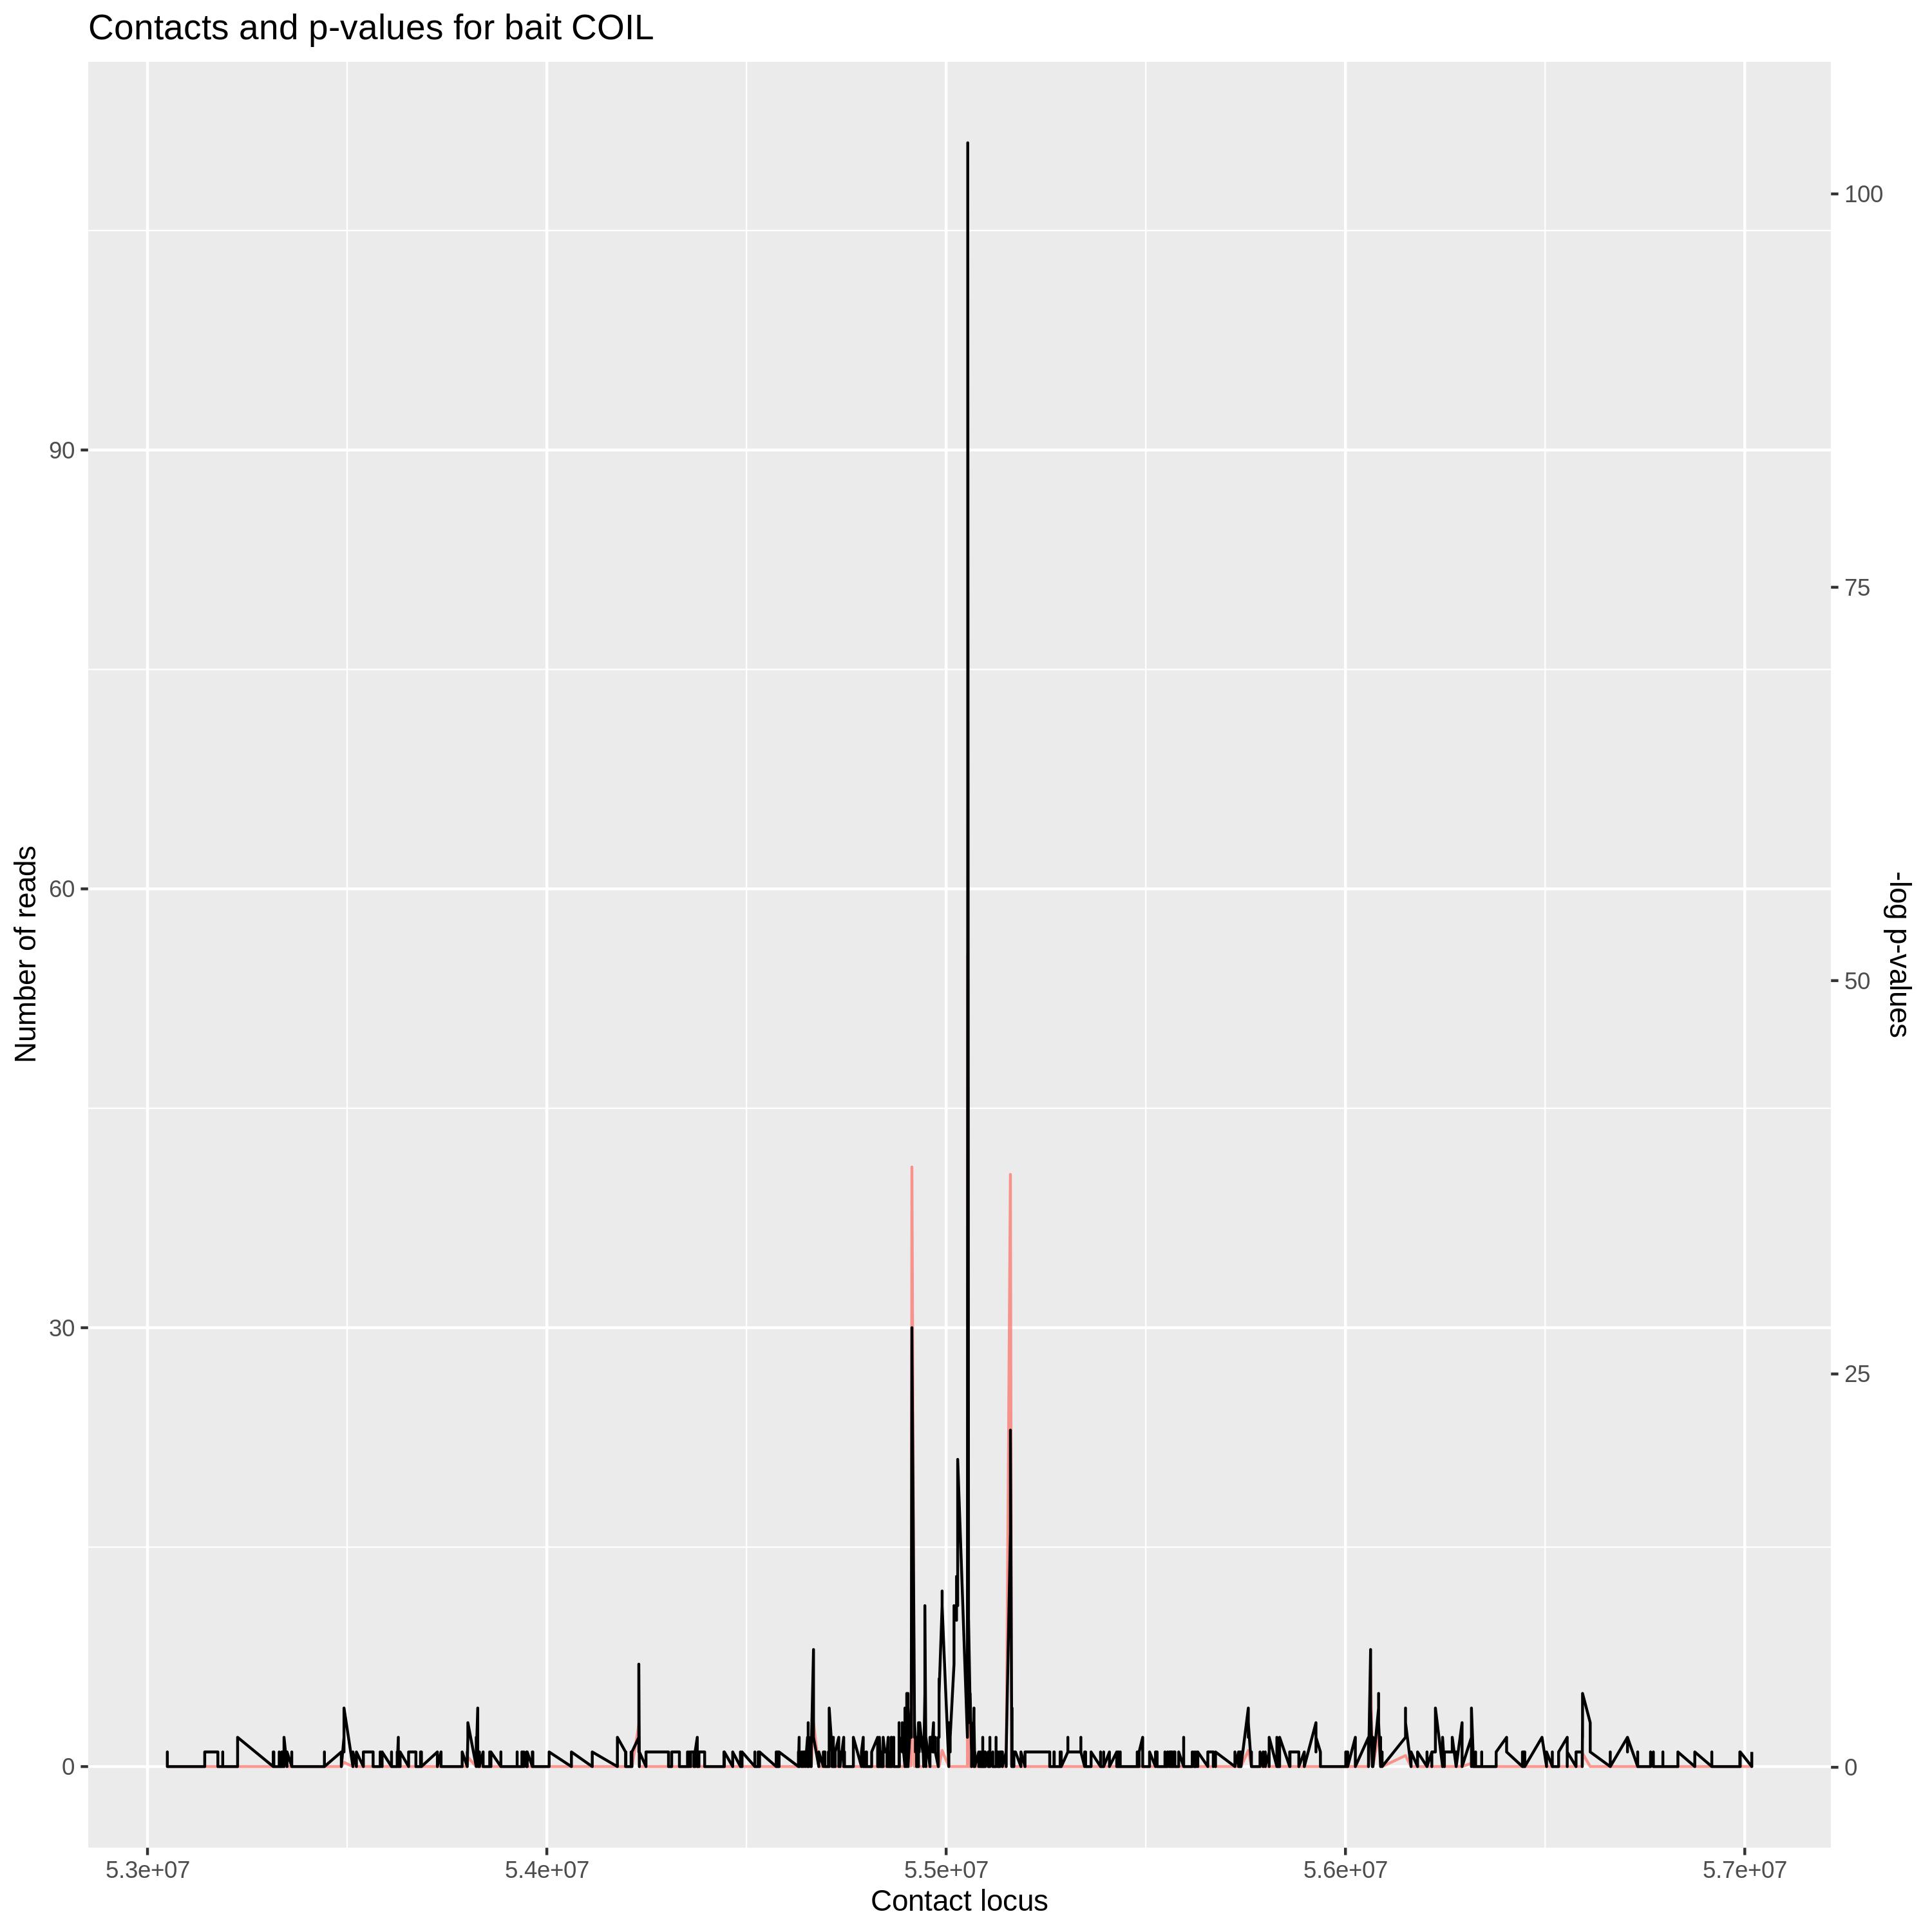 Contacts and p-values for bait COIL
Number of reads
90
60
30
0
100
75
50
25
0
-log p-values
5.3e+07
5.4e+07
5.5e+07
5.6e+07
5.7e+07
Contact locus